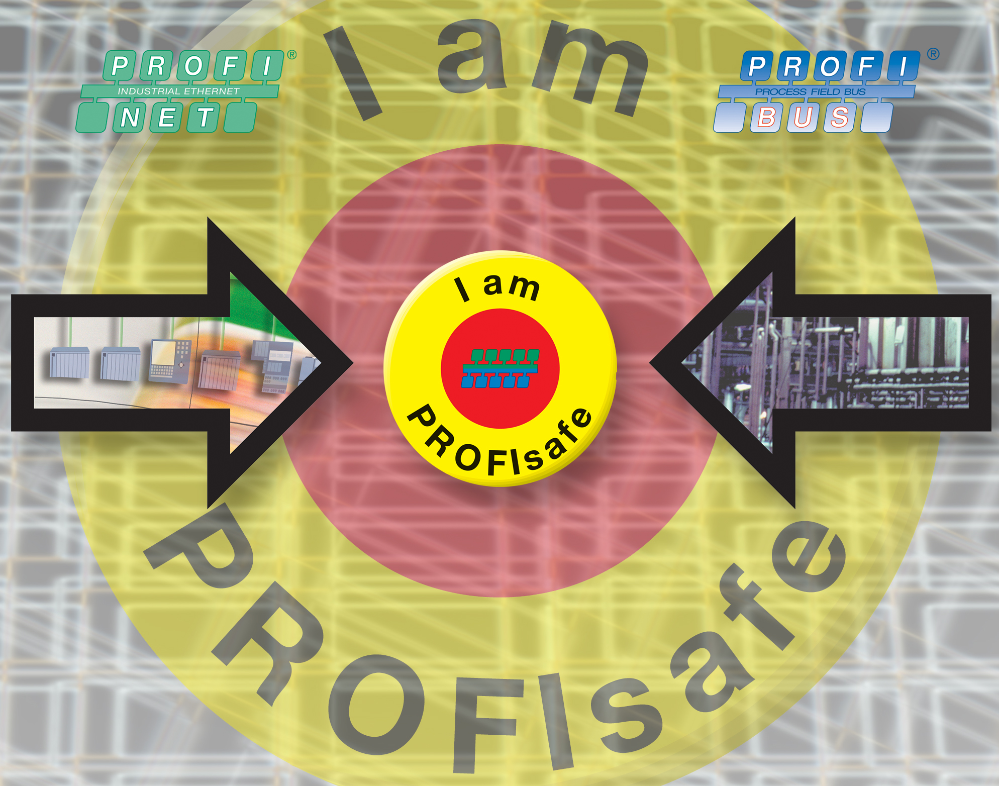 I am
PROFI®
INDUSTRIAL ETHERNET
NET
PROFI®
PROCESS FIELD BUS
BUS
I am
PROFIsafe
PROFIsafe